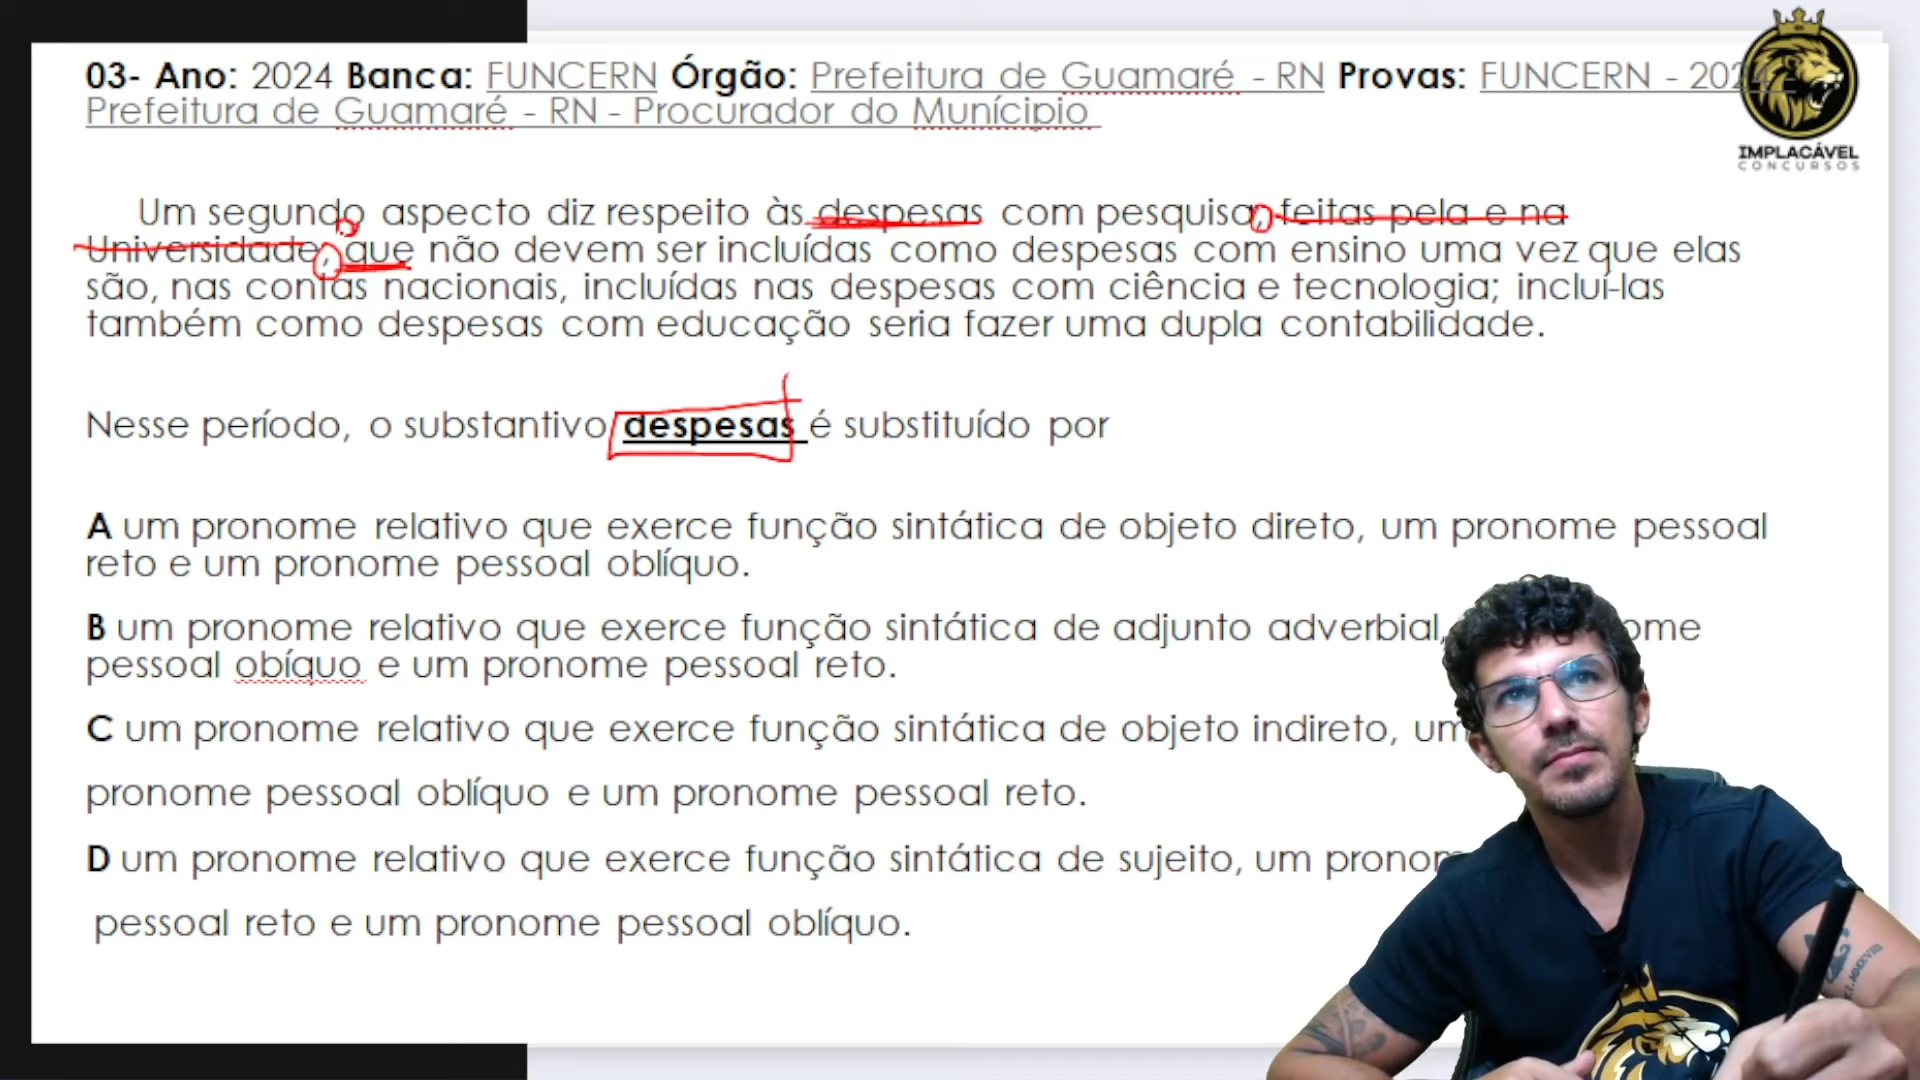 03- Ano: 2024 Banca: FUNCERN Órgão: Prefeitura de Guamaré - RN Provas: FUNCERN - 2024 -
Prefeitura de Guamaré - RN - Procurador do Munícipio
IMPLACÁVEL
CONCURSOS
Um segundo aspecto diz respeito às despesas com pesquisa, feitas pela e na
Universidade, que não devem ser incluídas como despesas com ensino uma vez que elas
são, nas contas nacionais, incluídas nas despesas com ciência e tecnologia; incluí-las
também como despesas com educação seria fazer uma dupla contabilidade.
Nesse período, o substantivo despesas é substituído por
A um pronome relativo que exerce função sintática de objeto direto, um pronome pessoal
reto e um pronome pessoal oblíquo.
B um pronome relativo que exerce função sintática de adjunto adverbial,
pessoal obíquo e um pronome pessoal reto.
C um pronome relativo que exerce função sintática de objeto indireto, um
pronome pessoal oblíquo e um pronome pessoal reto.
D um pronome relativo que exerce função sintática de sujeito, um
pessoal reto e um pronome pessoal oblíquo.